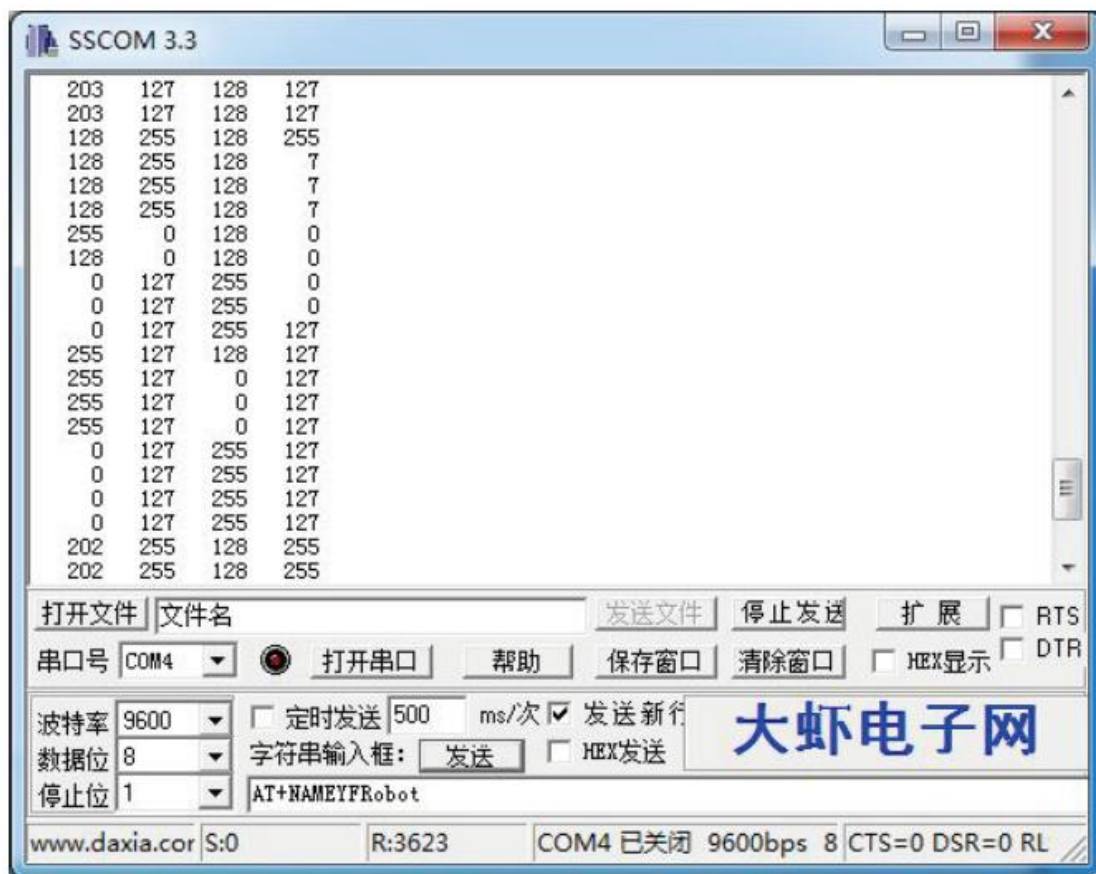 SSCOM 3.3
203 127 128 127
203 127 128 127
128 255 128 255
128 255 128 7
128 255 128 7
128 255 128 7
255 0 128 0
128 0 128 0
0 127 255 0
0 127 255 0
0 127 255 127
255 127 128 127
255 127 0 127
255 127 0 127
255 127 0 127
0 127 255 127
0 127 255 127
0 127 255 127
0 127 255 127
202 255 128 255
202 255 128 255
打开文件 文件名 发送文件 停止发送 扩 展 RTS
串口号 COM4 打开串口 帮助 保存窗口 清除窗口 HEX显示 DTR
波特率 9600 定时发送 500 ms/次 发送新行 大虾电子网
数据位 8 字符串输入框: 发送 HEX发送
停止位 1 AT+NAMEYFRobot
www.daxia.cor S:0 R:3623 COM4 已关闭 9600bps 8 CTS=0 DSR=0 RL